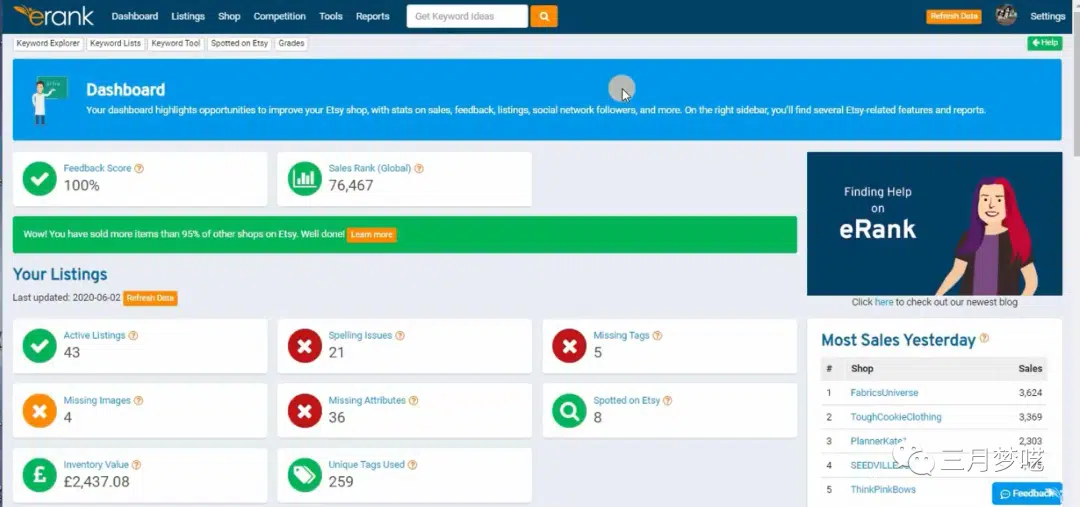 erank Dashboard Listings Shop Competition Tools Reports Get Keyword Ideas Refresh Data Settings
Keyword Explorer Keyword Lists Keyword Tool Spotted on Etsy Grades Help
Dashboard
Your dashboard highlights opportunities to improve your Etsy shop, with stats on sales, feedback, listings, social network followers, and more. On the right sidebar, you'll find several Etsy-related features and reports.
Feedback Score ?
100%
Sales Rank (Global) ?
76,467
Wow! You have sold more items than 95% of other shops on Etsy. Well done! Learn more
Your Listings
Last updated: 2020-06-02 Refresh Data
Active Listings ?
43
Spelling Issues ?
21
Missing Tags ?
5
Missing Images ?
4
Missing Attributes ?
36
Spotted on Etsy ?
8
£
Inventory Value ?
£2,437.08
Unique Tags Used ?
259
Finding Help
on
eRank
Click here to check out our newest blog
Most Sales Yesterday ?
# Shop Sales
1 FabricsUniverse 3,624
2 ToughCookieClothing 3,369
3 2,303
4
5 ThinkPinkBows
三月梦呓
Feedback